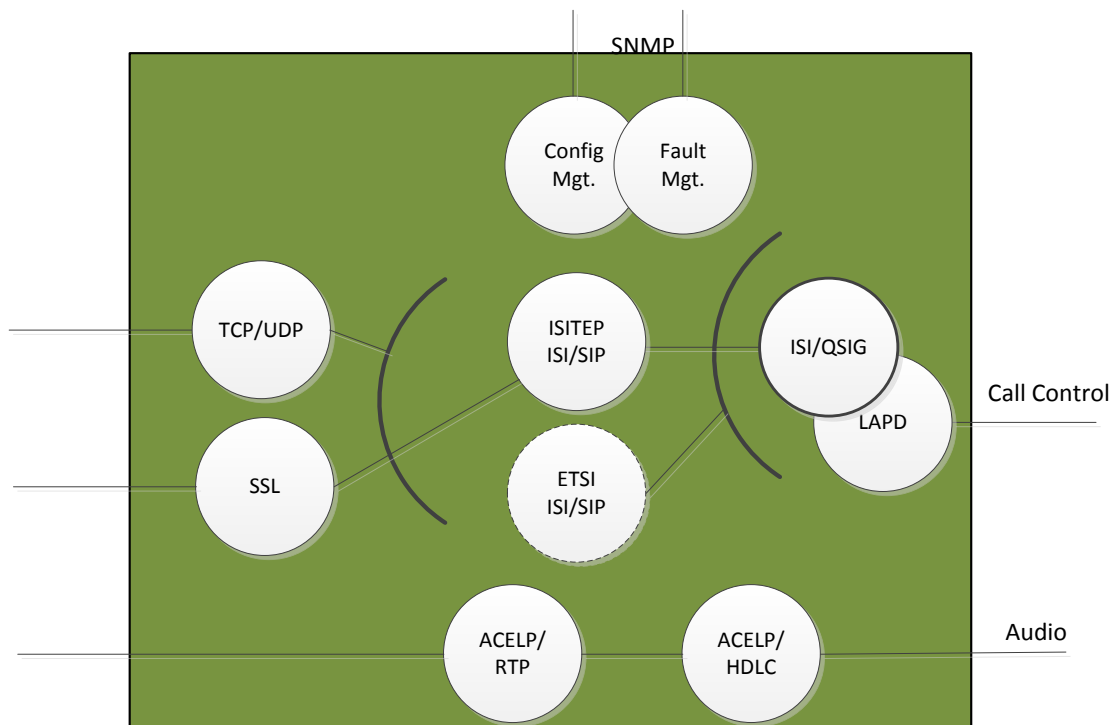 SNMP
Config
Mgt.
Fault
Mgt.
TCP/UDP
ISITEP
ISI/SIP
ISI/QSIG
LAPD
Call Control
SSL
ETSI
ISI/SIP
ACELP/
RTP
ACELP/
HDLC
Audio